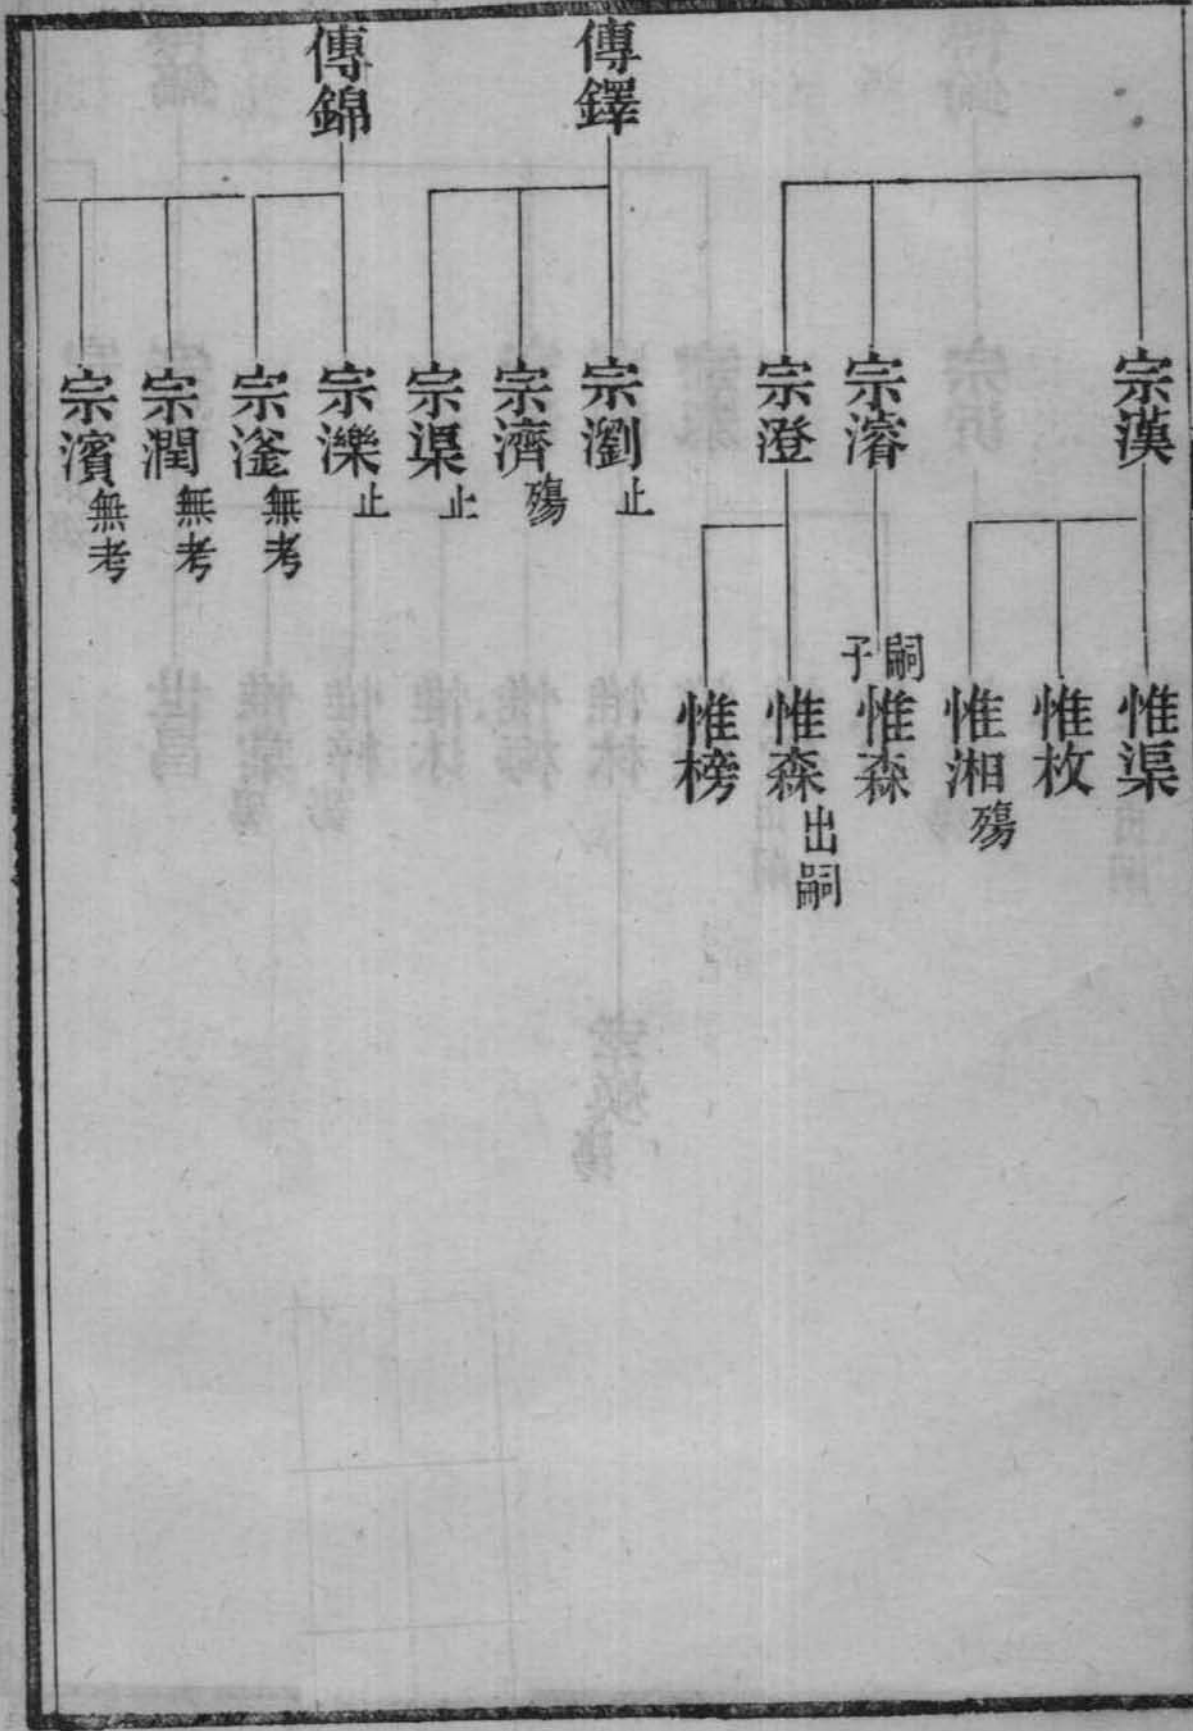 傳鐸
傳錦
宗漢
宗濬
宗澄
宗瀏 止
宗濟 殤
宗渠 止
宗濼 止
宗滏 無考
宗潤 無考
宗濱 無考
惟渠
惟枚
惟湘 殤
嗣子 惟森
惟森 出嗣
惟榜